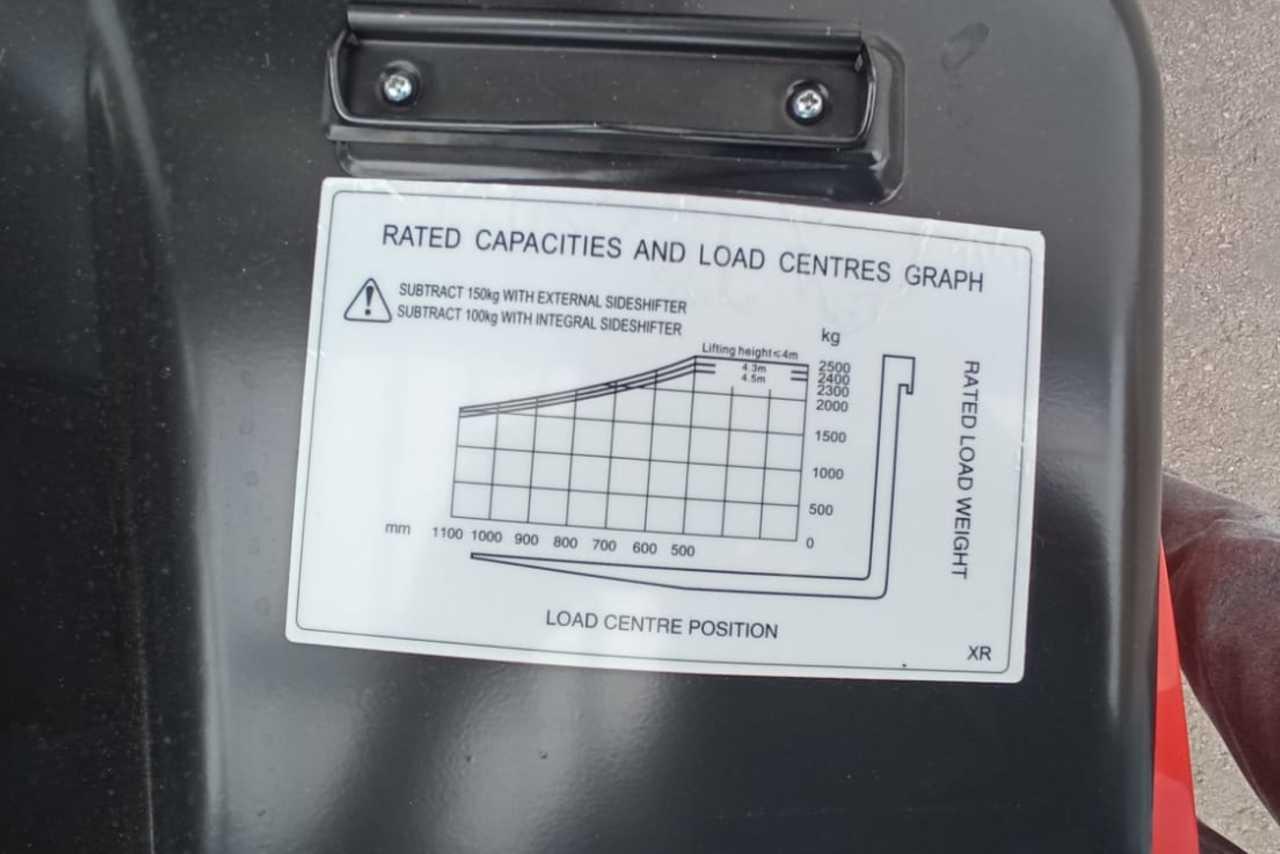 RATED CAPACITIES AND LOAD CENTRES GRAPH
SUBTRACT 150kg WITH EXTERNAL SIDESHIFTER
SUBTRACT 100kg WITH INTEGRAL SIDESHIFTER
kg
Lifting height≤4m
4.3m
4.5m
2500
2400
2300
2000
1500
1000
500
0
mm 1100 1000 900 800 700 600 500
RATED LOAD WEIGHT
LOAD CENTRE POSITION
XR